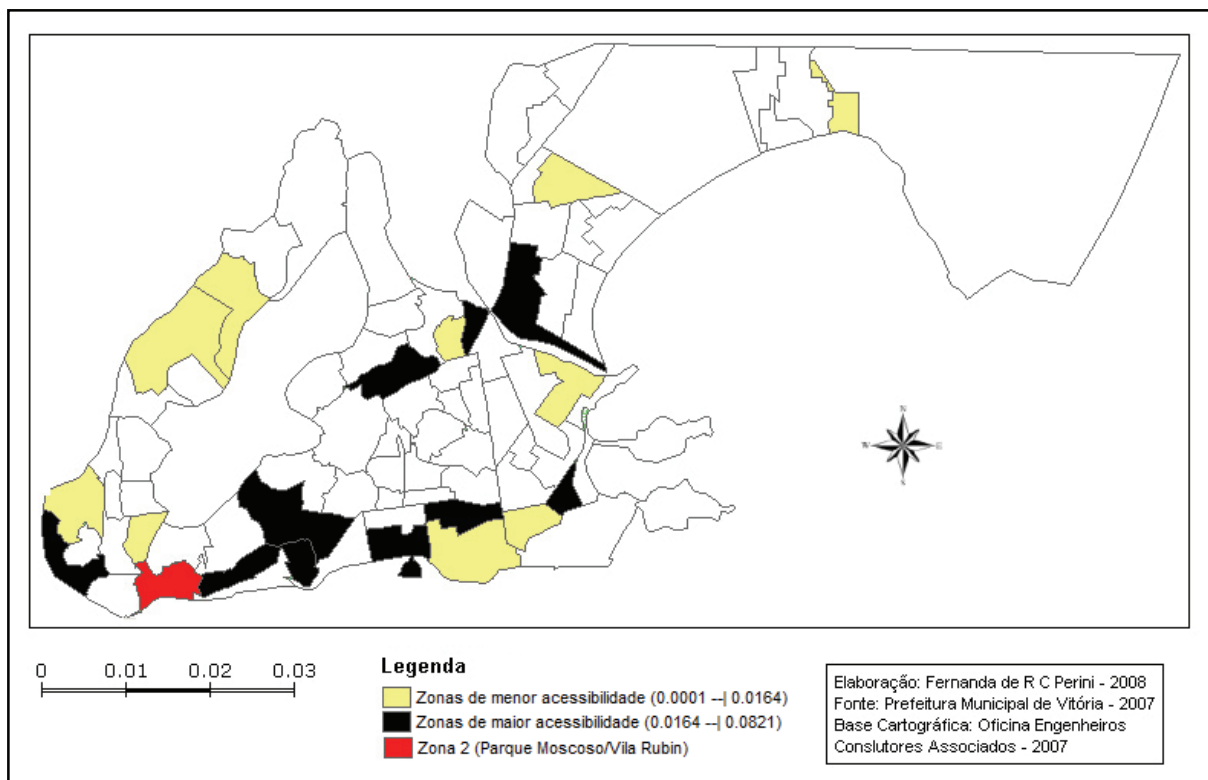 N
W
E
S
0 0.01 0.02 0.03
Legenda
Zonas de menor acessibilidade (0.0001 --| 0.0164)
Zonas de maior acessibilidade (0.0164 --| 0.0821)
Zona 2 (Parque Moscoso/Vila Rubin)
Elaboração: Fernanda de R C Perini - 2008
Fonte: Prefeitura Municipal de Vitória - 2007
Base Cartográfica: Oficina Engenheiros
Conslutores Associados - 2007